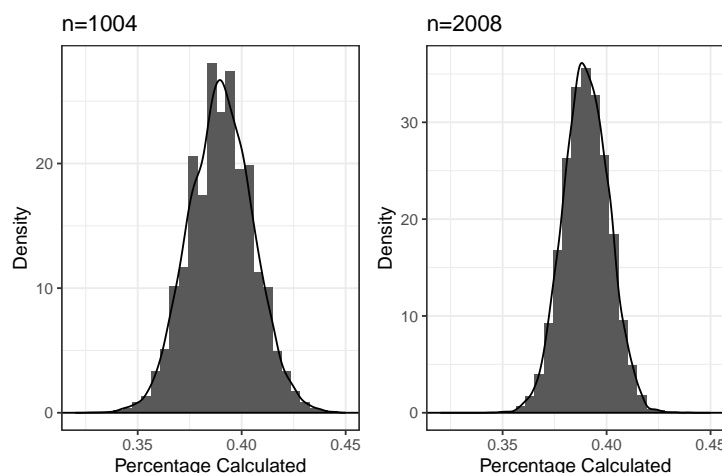 n=1004
Density
20
10
0
0.35 0.40 0.45
Percentage Calculated
n=2008
Density
30
20
10
0
0.35 0.40 0.45
Percentage Calculated